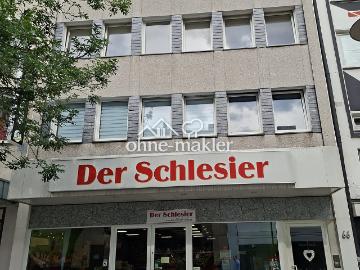 ohne-makler
Der Schlesier
Der Schlesier
66